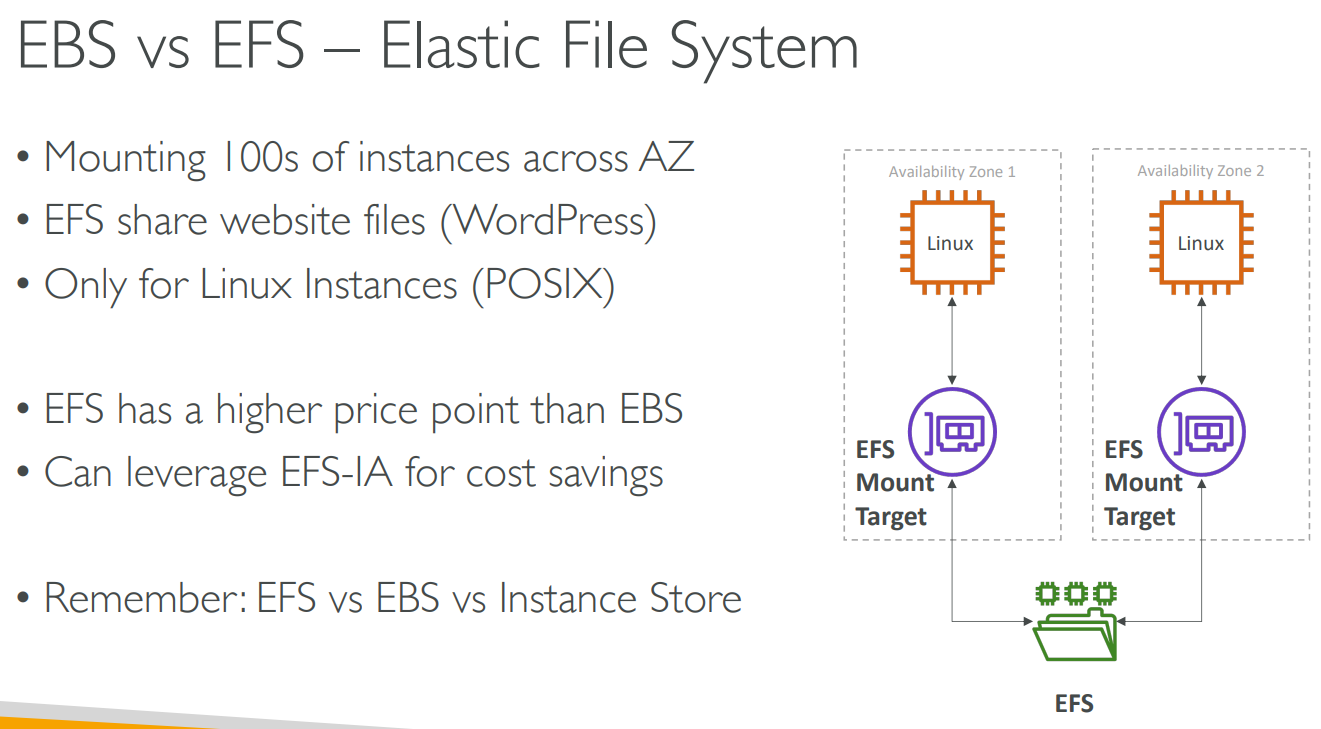 EBS vs EFS – Elastic File System
• Mounting 100s of instances across AZ
• EFS share website files (WordPress)
• Only for Linux Instances (POSIX)
• EFS has a higher price point than EBS
• Can leverage EFS-IA for cost savings
• Remember: EFS vs EBS vs Instance Store
Availability Zone 1
Linux
EFS
Mount
Target
Availability Zone 2
Linux
EFS
Mount
Target
EFS